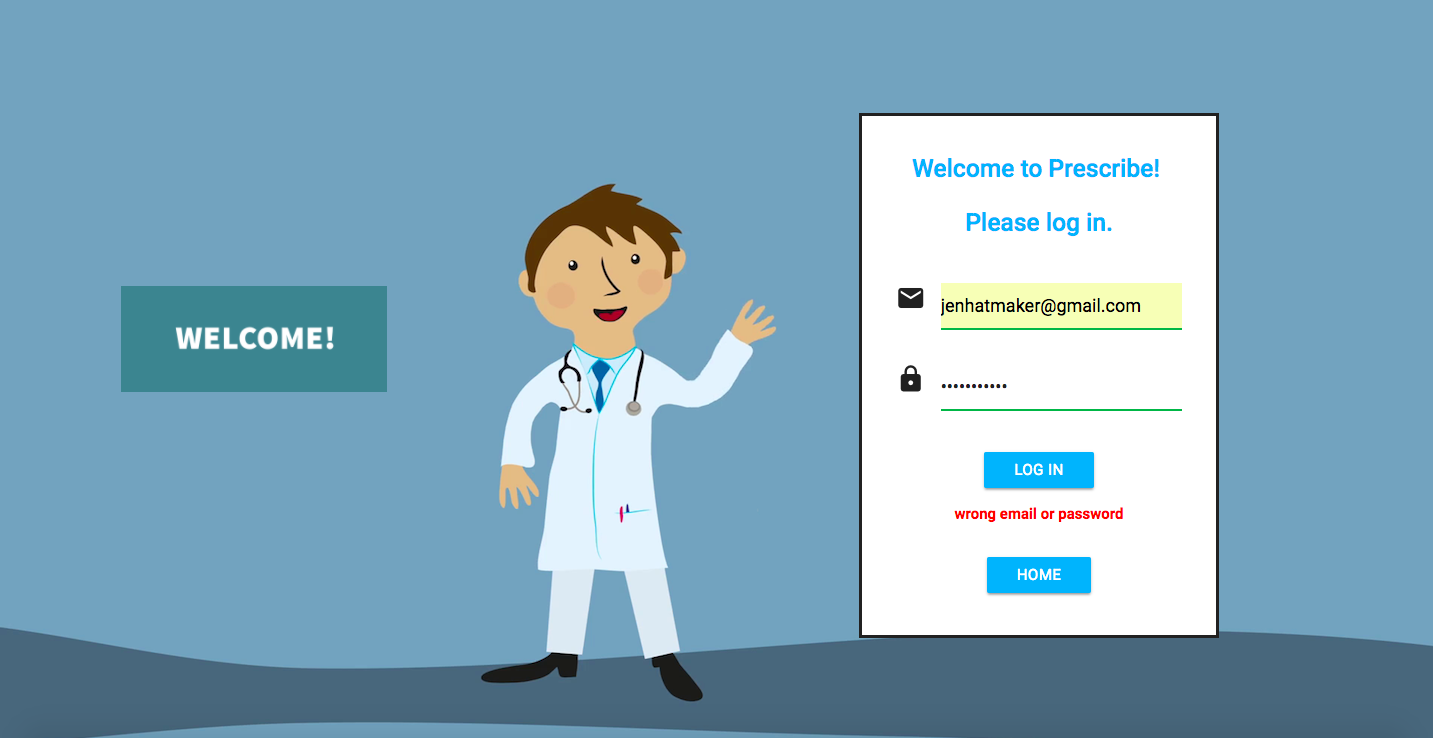 WELCOME!
Welcome to Prescribe!
Please log in.
jenhatmaker@gmail.com
•••••••••••
LOG IN
wrong email or password
HOME